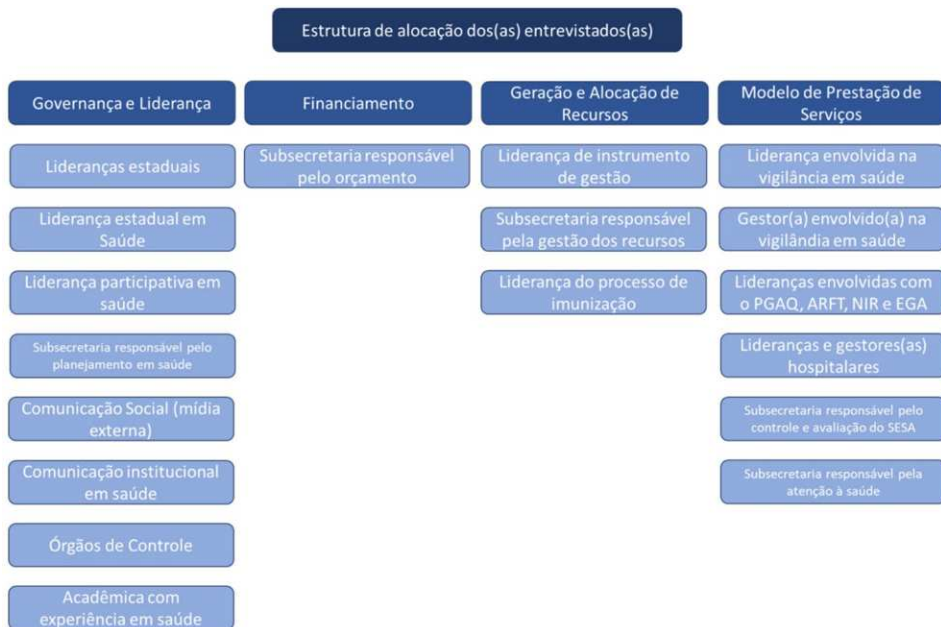 Estrutura de alocação dos(as) entrevistados(as)
Governança e Liderança
Lideranças estaduais
Liderança estadual em
Saúde
Liderança participativa em
saúde
Subsecretaria responsável pelo
planejamento em saúde
Comunicação Social (mídia
externa)
Comunicação institucional
em saúde
Órgãos de Controle
Acadêmica com
experiência em saúde
Financiamento
Subsecretaria responsável
pelo orçamento
Geração e Alocação de
Recursos
Liderança de instrumento
de gestão
Subsecretaria responsável
pela gestão dos recursos
Liderança do processo de
imunização
Modelo de Prestação de
Serviços
Liderança envolvida na
vigilância em saúde
Gestor(a) envolvido(a) na
vigilândia em saúde
Lideranças envolvidas com
o PGAQ, ARFT, NIR e EGA
Lideranças e gestores(as)
hospitalares
Subsecretaria responsável pelo
controle e avaliação do SESA
Subsecretaria responsável pela
atenção à saúde